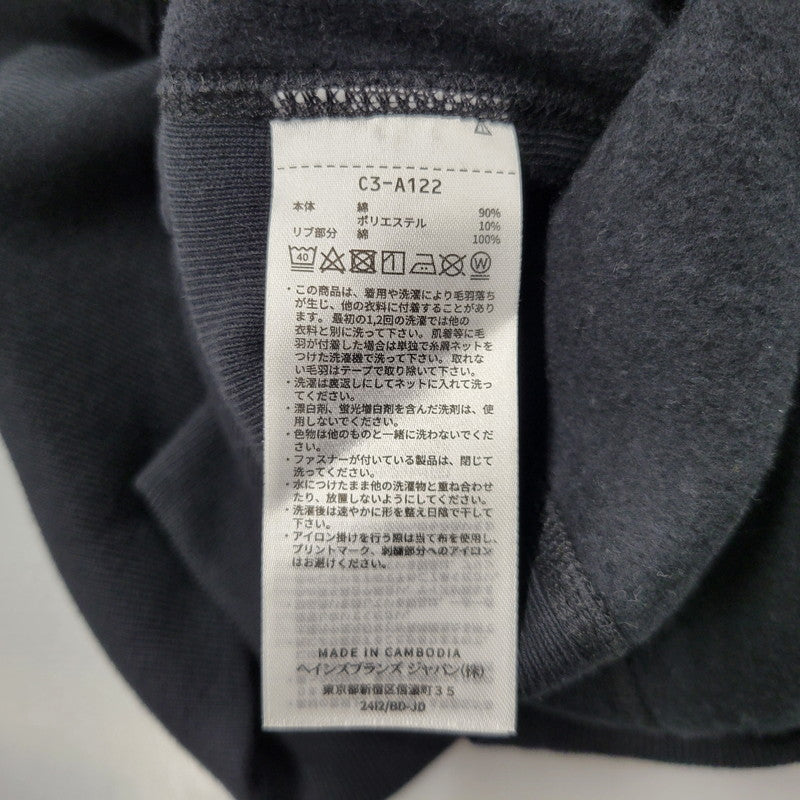 C3-A122
本体 綿 90%
ポリエステル 10%
リブ部分 綿 100%
40 W
・この商品は、着用や洗濯により毛羽落ち
が生じ、他の衣料に付着することがあり
ます。最初の1,2回の洗濯では他の
衣料と別に洗って下さい。肌着等に毛
羽が付着した場合は単独で糸屑ネットを
つけた洗濯機で洗って下さい。取れな
い毛羽はテープで取り除いて下さい。
・洗濯は裏返しにしてネットに入れて洗っ
てください。
・漂白剤、蛍光増白剤を含んだ洗剤は、使
用しないでください。
・色物は他のものと一緒に洗わないでくだ
さい。
・ファスナーが付いている製品は、閉じて
洗ってください。
・水につけたまま他の洗濯物と重ね合わせ
たり、放置しないようにしてください。
・洗濯後は速やかに形を整え日陰で干して
下さい。
・アイロン掛けを行う際は当て布を使用し、
プリントマーク、刺繍部分へのアイロン
はお避けください。
MADE IN CAMBODIA
ヘインズブランズ ジャパン(株)
東京都新宿区信濃町35
24I2/BD-JD